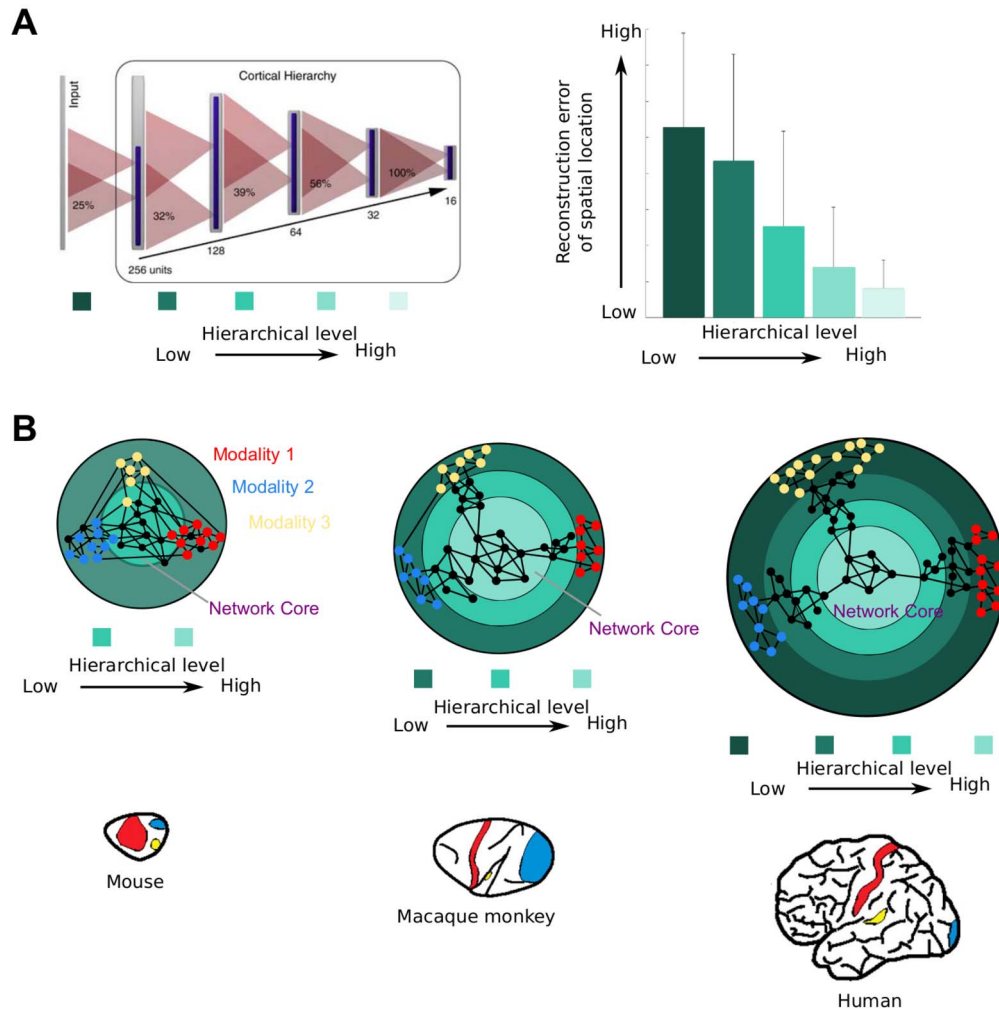 A
Input
Cortical Hierarchy
25%
32%
39%
56%
100%
256 units
128
64
32
16
Hierarchical level
Low
High
High
Reconstruction error
of spatial location
Low
Hierarchical level
Low
High
B
Modality 1
Modality 2
Modality 3
Network Core
Hierarchical level
Low
High
Network Core
Hierarchical level
Low
High
Network Core
Hierarchical level
Low
High
Mouse
Macaque monkey
Human